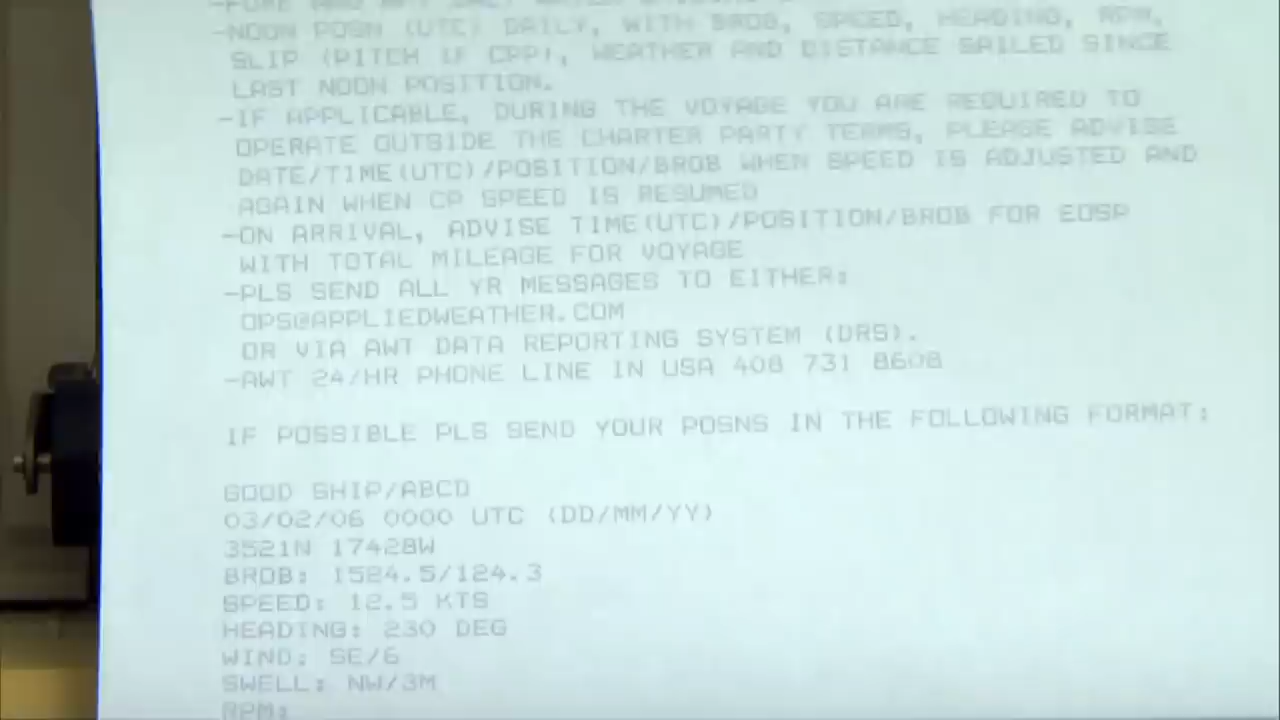 -NOON POSN (UTC) DAILY, WITH BROB, SPEED, HEADING, RPM,
SLIP (PITCH IF CPP), WEATHER AND DISTANCE SAILED SINCE
LAST NOON POSITION.
-IF APPLICABLE, DURING THE VOYAGE YOU ARE REQUIRED TO
OPERATE OUTSIDE THE CHARTER PARTY TERMS, PLEASE ADVISE
DATE/TIME(UTC)/POSITION/BROB WHEN SPEED IS ADJUSTED AND
AGAIN WHEN CP SPEED IS RESUMED
-ON ARRIVAL, ADVISE TIME(UTC)/POSITION/BROB FOR EOSP
WITH TOTAL MILEAGE FOR VOYAGE
-PLS SEND ALL YR MESSAGES TO EITHER:
OPS@APPLIEDWEATHER.COM
OR VIA AWT DATA REPORTING SYSTEM (DRS).
-AWT 24/HR PHONE LINE IN USA 408 731 8608
IF POSSIBLE PLS SEND YOUR POSNS IN THE FOLLOWING FORMAT:
GOOD SHIP/ABCD
03/02/06 0000 UTC (DD/MM/YY)
3521N 17428W
BROB: 1524.5/124.3
SPEED: 12.5 KTS
HEADING: 230 DEG
WIND: SE/6
SWELL: NW/3M
RPM: